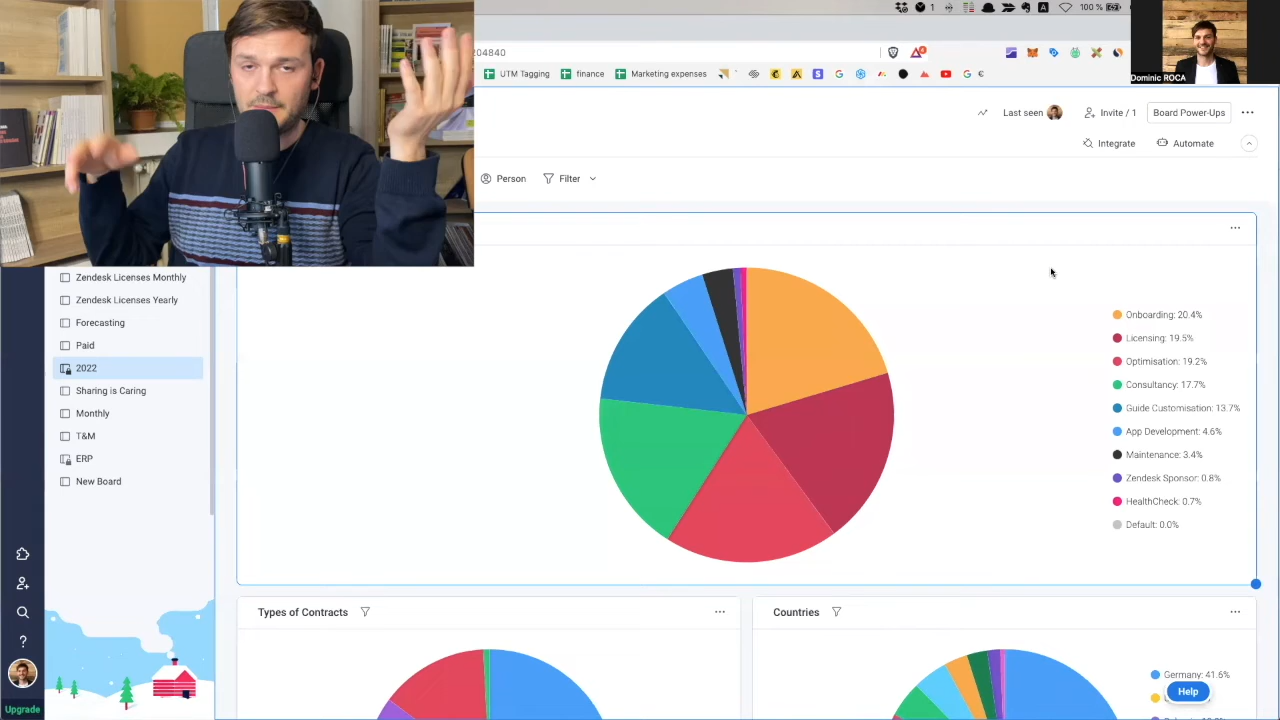 204840
100 %
UTM Tagging
finance
Marketing expenses
Dominic ROCA
Last seen
Invite / 1
Board Power-Ups
Integrate
Automate
Person
Filter
Zendesk Licenses Monthly
Zendesk Licenses Yearly
Forecasting
Paid
2022
Sharing is Caring
Monthly
T&M
ERP
New Board
Onboarding: 20.4%
Licensing: 19.5%
Optimisation: 19.2%
Consultancy: 17.7%
Guide Customisation: 13.7%
App Development: 4.6%
Maintenance: 3.4%
Zendesk Sponsor: 0.8%
HealthCheck: 0.7%
Default: 0.0%
Types of Contracts
Countries
Germany: 41.6%
Help
Upgrade